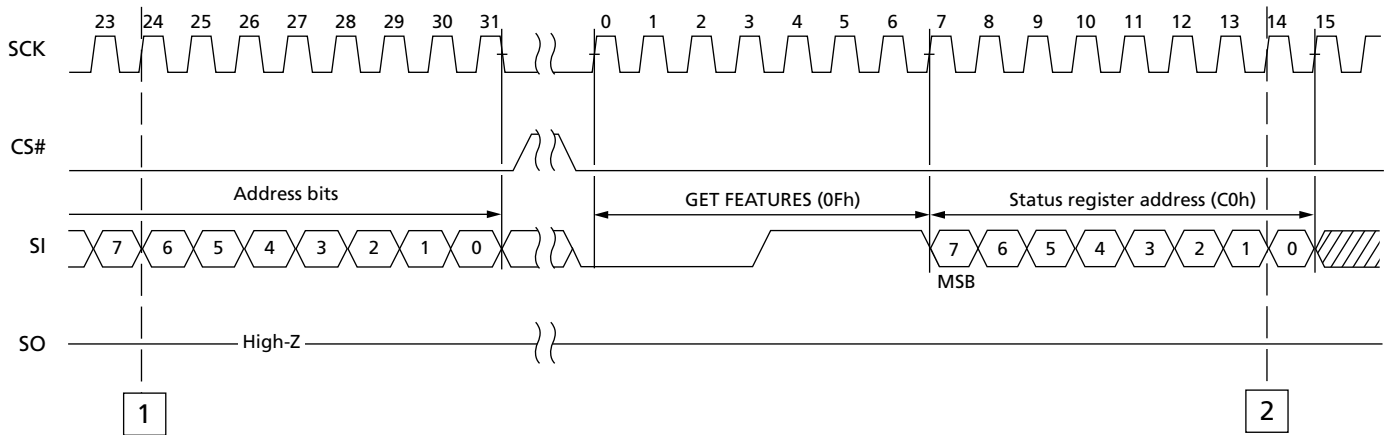 23 24 25 26 27 28 29 30 31 0 1 2 3 4 5 6 7 8 9 10 11 12 13 14 15
SCK
CS#
Address bits GET FEATURES (0Fh) Status register address (C0h)
SI 7 6 5 4 3 2 1 0 7 6 5 4 3 2 1 0
MSB
SO High-Z
1 2